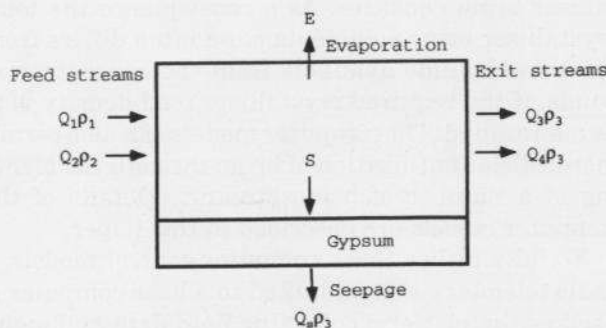 E
Evaporation
Feed streams
Exit streams
Q₁ρ₁
Q₃ρ₃
Q₂ρ₂
Q₄ρ₃
S
Gypsum
Seepage
Qₛρ₃